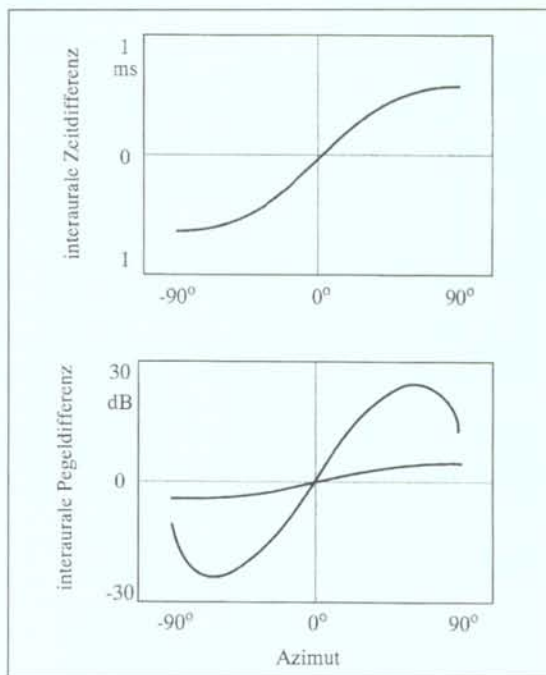 interaurale Zeitdifferenz
1
ms
0
1
-90° 0° 90°
interaurale Pegeldifferenz
30
dB
0
-30
-90° 0° 90°
Azimut